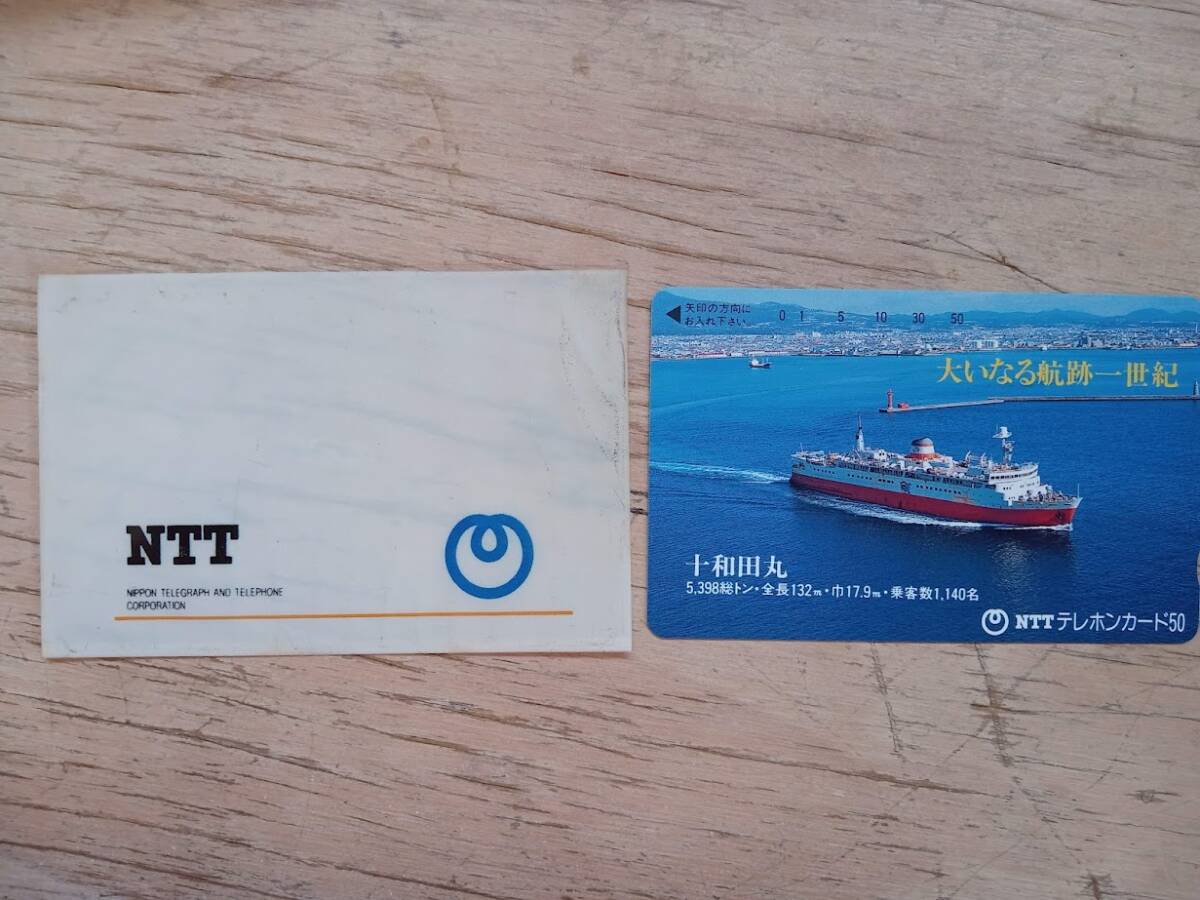 NTT
NIPPON TELEGRAPH AND TELEPHONE
CORPORATION
矢印の方向に
お入れ下さい。
0 1 5 10 30 50
大いなる航跡一世紀
十和田丸
5,398総トン・全長132m・巾17.9m・乗客数1,140名
NTT テレホンカード50